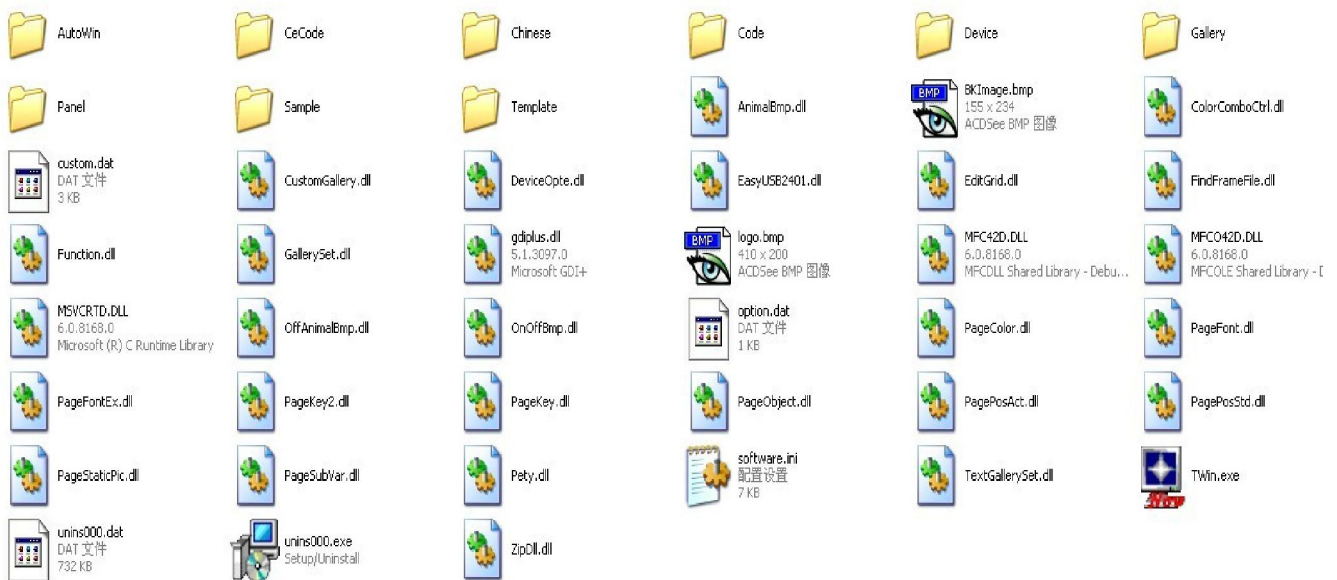 AutoWin
CeCode
Chinese
Code
Device
Gallery
Panel
Sample
Template
AnimalBmp.dll
BMP
BKImage.bmp
155 x 234
ACDSee BMP 图像
ColorComboCtrl.dll
custom.dat
DAT 文件
3 KB
CustomGallery.dll
DeviceOpte.dll
EasyUSB2401.dll
EditGrid.dll
FindFrameFile.dll
Function.dll
GallerySet.dll
gdiplus.dll
5.1.3097.0
Microsoft GDI+
BMP
logo.bmp
410 x 200
ACDSee BMP 图像
MFC42D.DLL
6.0.8168.0
MFCDLL Shared Library - Debu...
MFCO42D.DLL
6.0.8168.0
MFCOLE Shared Library - D
MSVCRTD.DLL
6.0.8168.0
Microsoft (R) C Runtime Library
OffAnimalBmp.dll
OnOffBmp.dll
option.dat
DAT 文件
1 KB
PageColor.dll
PageFont.dll
PageFontEx.dll
PageKey2.dll
PageKey.dll
PageObject.dll
PagePosAct.dll
PagePosStd.dll
PageStaticPic.dll
PageSubVar.dll
Pety.dll
software.ini
配置设置
7 KB
TextGallerySet.dll
TWin.exe
New
unins000.dat
DAT 文件
732 KB
unins000.exe
Setup/Uninstall
ZipDll.dll